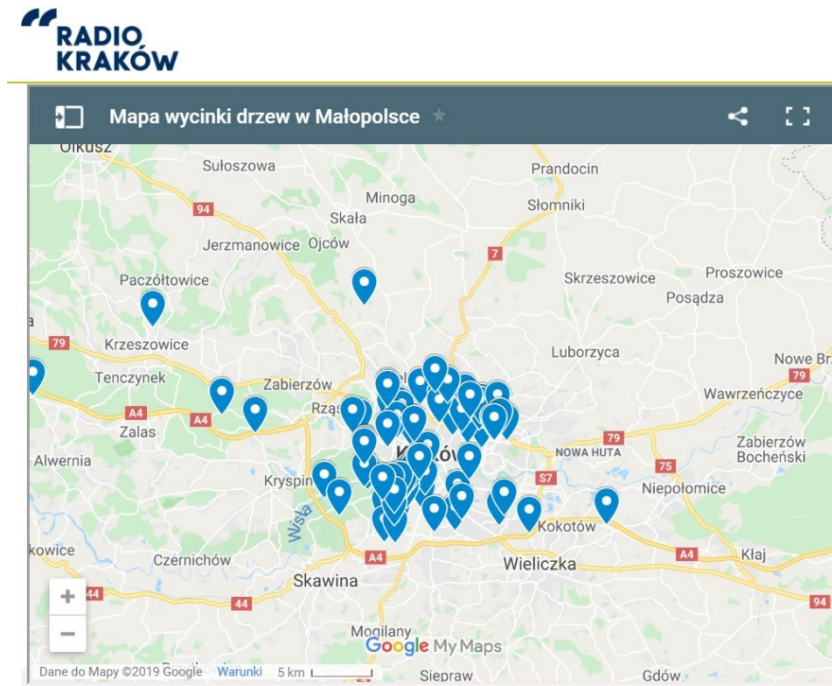 RADIO
KRAKÓW
Mapa wycinki drzew w Małopolsce
Olkusz
Sułoszowa
Prandocin
Minoga
Słomniki
94
Skała
Jerzmanowice
Ojców
7
Skrzeszowice
Proszowice
Paczółtowice
Posądza
79
Krzeszowice
Luborzyca
Nowe Br
Tenczynek
79
Zabierzów
Wawrzeńczyce
A4
A4
Rząs
Zalas
79
Zabierzów
Bocheński
NOWA HUTA
Alwernia
75
Kryspin
S7
Niepołomice
Wisła
Kokotów
kowice
A4
A4
Kłaj
Czernichów
Wieliczka
Skawina
+
44
44
94
−
Mogilany
Google My Maps
Dane do Mapy ©2019 Google
Warunki
5 km
Siepraw
Gdów